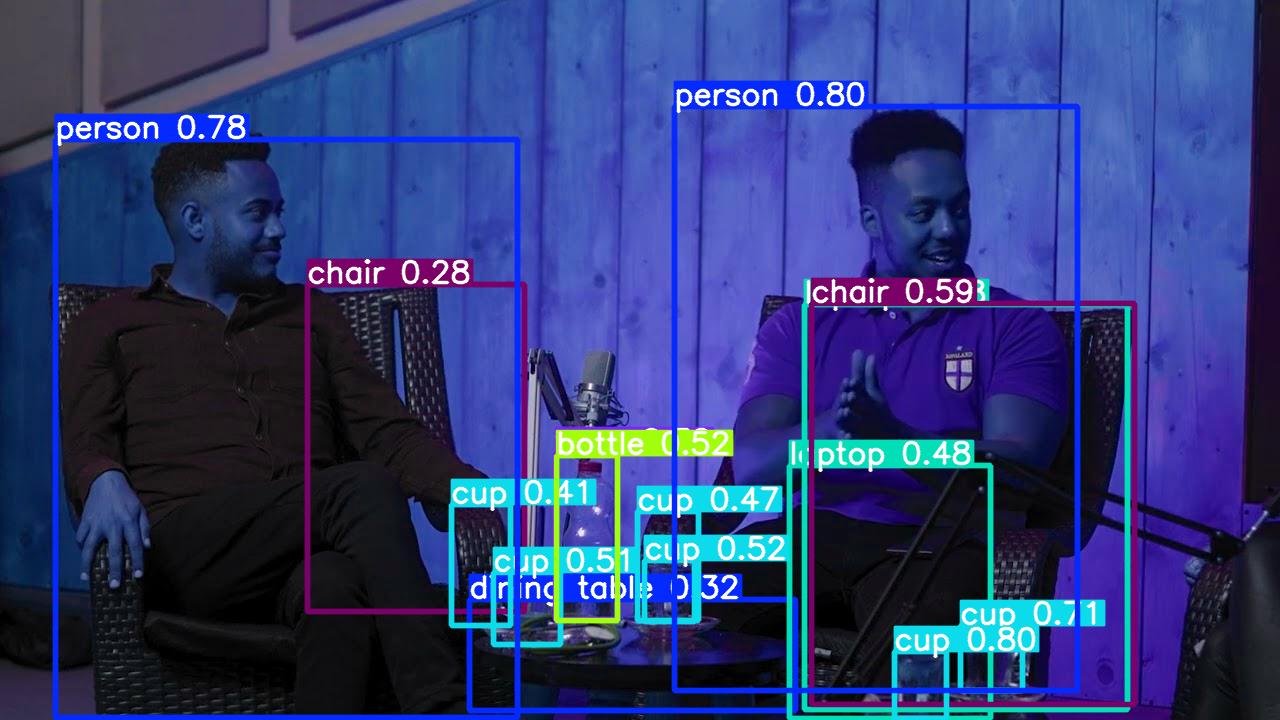 person 0.80
person 0.78
chair 0.28
chair 0.59
bottle 0.52
laptop 0.48
cup 0.41
cup 0.47
cup 0.52
cup 0.51
dining table 0.32
cup 0.71
cup 0.80